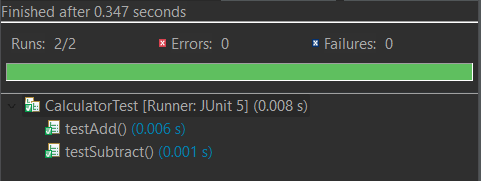 Finished after 0.347 seconds
Runs: 2/2 Errors: 0 Failures: 0
CalculatorTest [Runner: JUnit 5] (0.008 s)
testAdd() (0.006 s)
testSubtract() (0.001 s)